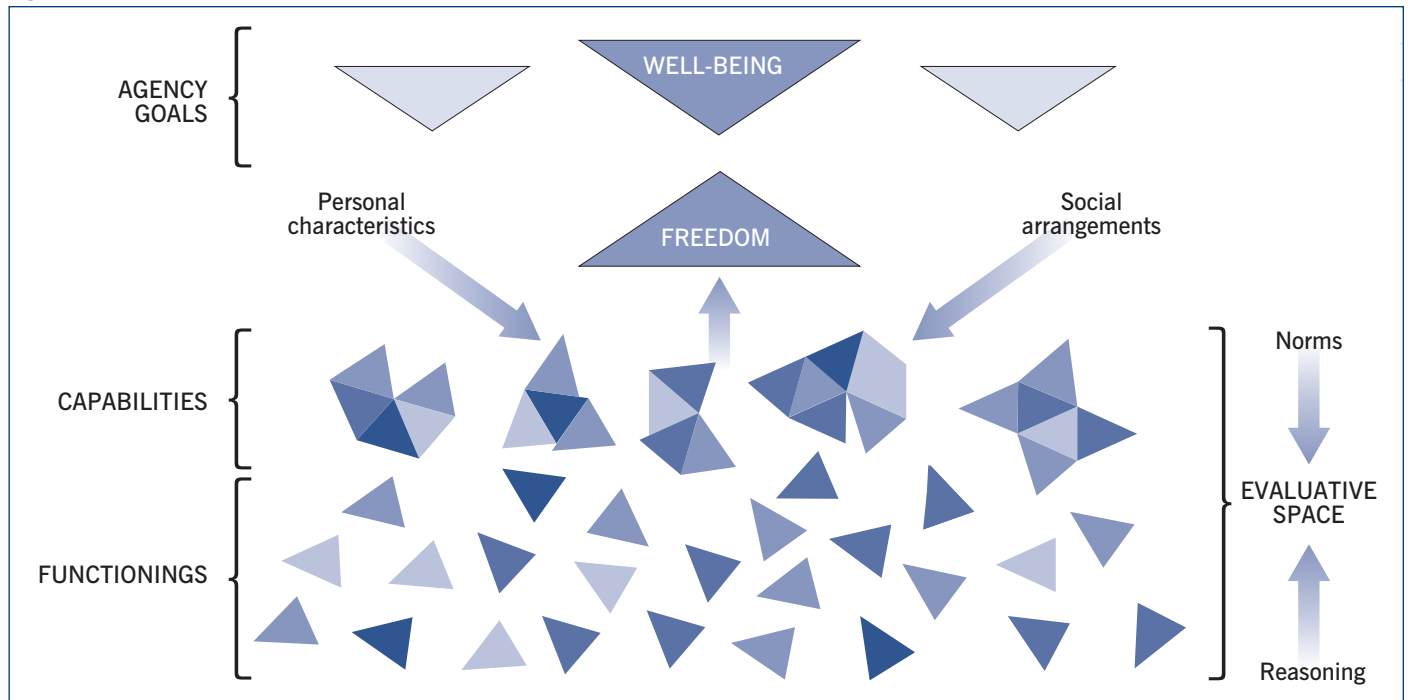 WELL-BEING
AGENCY
GOALS
Personal
characteristics
Social
arrangements
FREEDOM
CAPABILITIES
Norms
EVALUATIVE
SPACE
FUNCTIONINGS
Reasoning